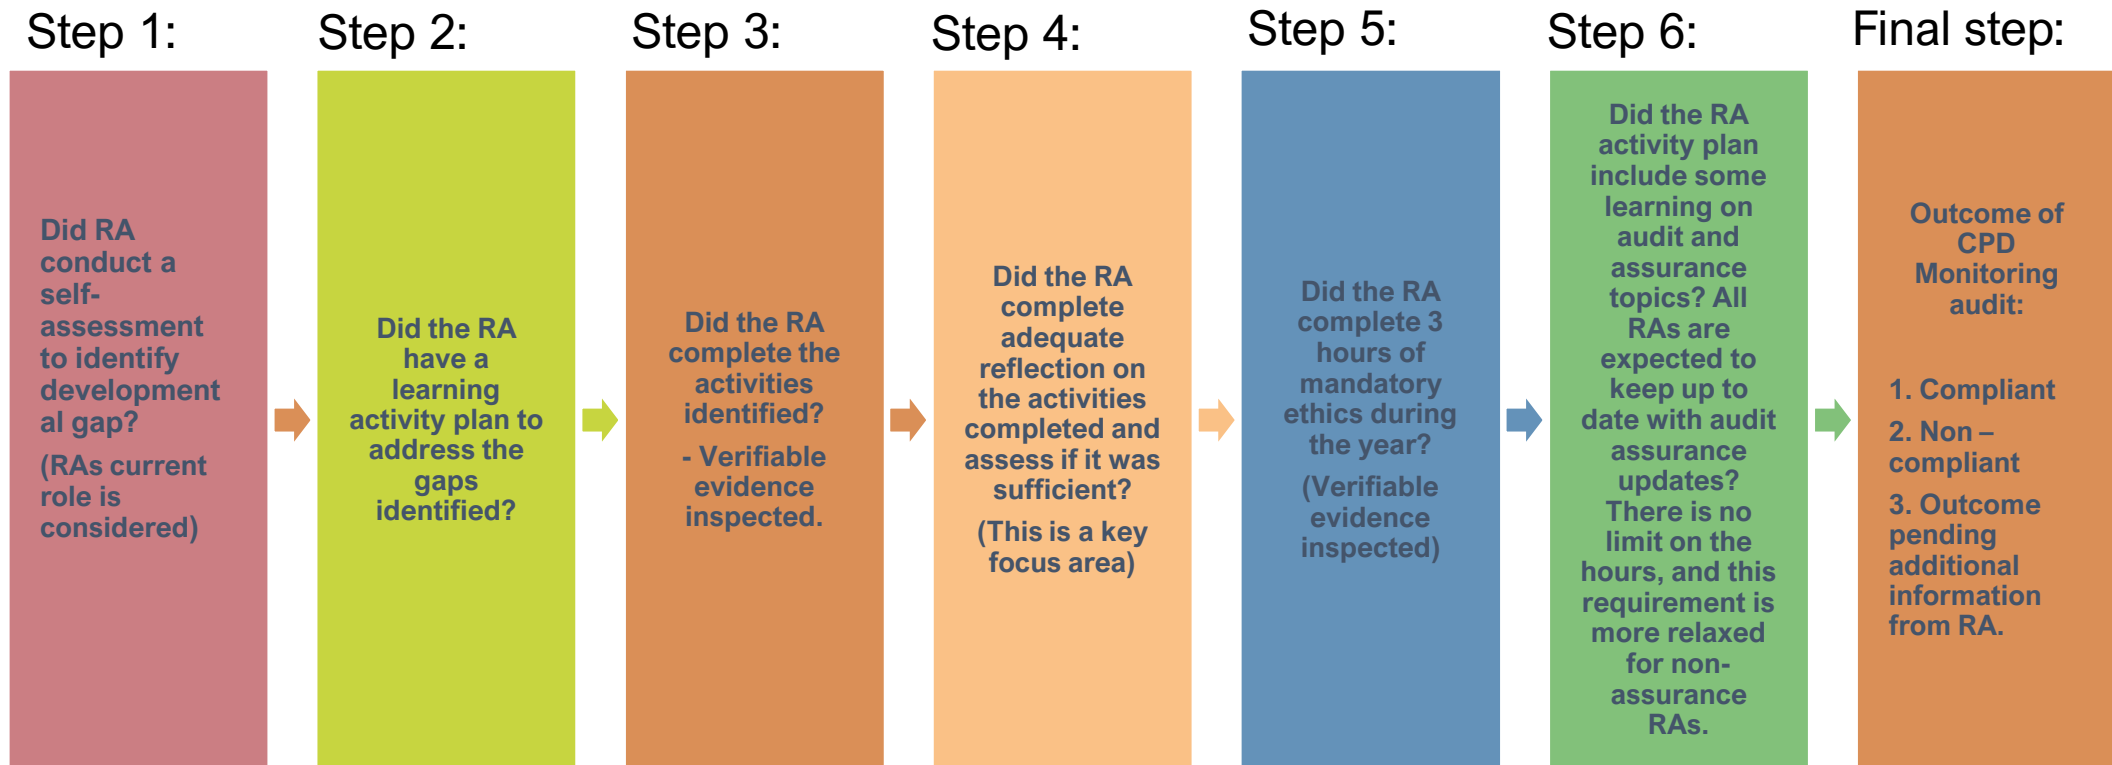 Step 1:
Did RA
conduct a
self-
assessment
to identify
development
al gap?
(RAs current
role is
considered)
Step 2:
Did the RA
have a
learning
activity plan to
address the
gaps
identified?
Step 3:
Did the RA
complete the
activities
identified?
- Verifiable
evidence
inspected.
Step 4:
Did the RA
complete
adequate
reflection on
the activities
completed and
assess if it was
sufficient?
(This is a key
focus area)
Step 5:
Did the RA
complete 3
hours of
mandatory
ethics during
the year?
(Verifiable
evidence
inspected)
Step 6:
Did the RA
activity plan
include some
learning on
audit and
assurance
topics? All
RAs are
expected to
keep up to
date with audit
assurance
updates?
There is no
limit on the
hours, and this
requirement is
more relaxed
for non-
assurance
RAs.
Final step:
Outcome of
CPD
Monitoring
audit:
1. Compliant
2. Non –
compliant
3. Outcome
pending
additional
information
from RA.